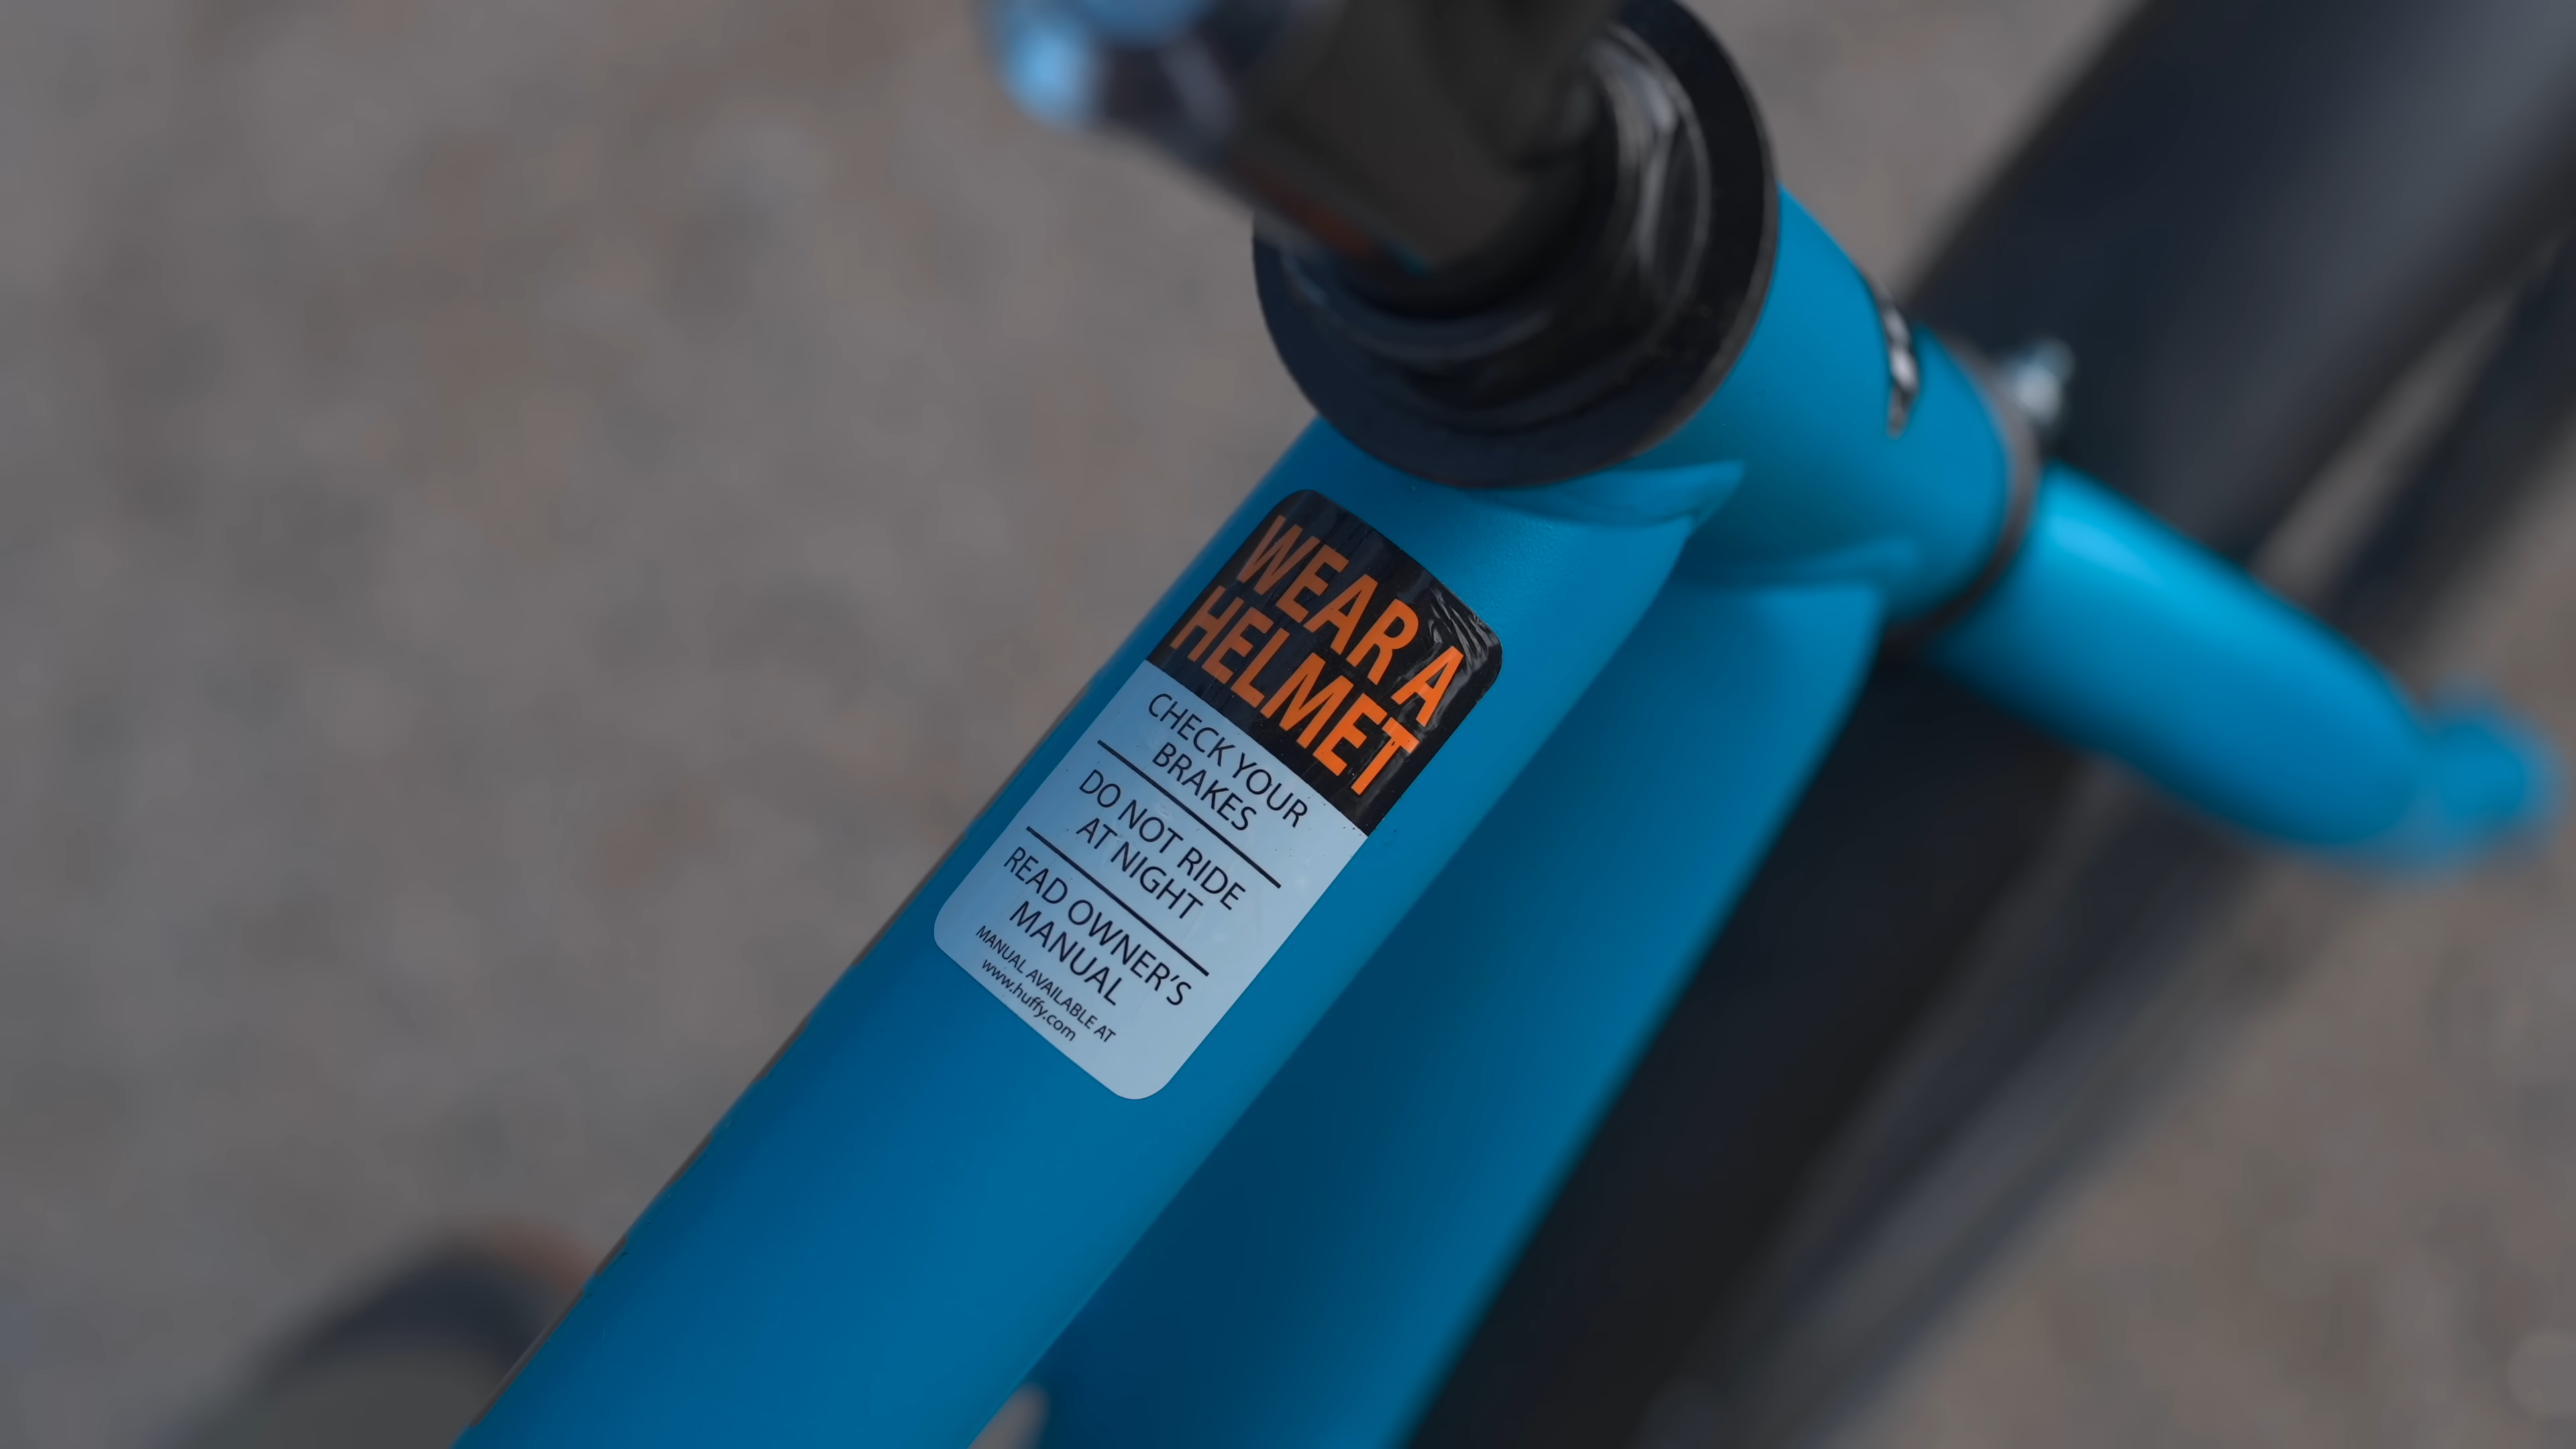 WEAR A
HELMET
CHECK YOUR
BRAKES
DO NOT RIDE
AT NIGHT
READ OWNER'S
MANUAL
MANUAL AVAILABLE AT
www.huffy.com